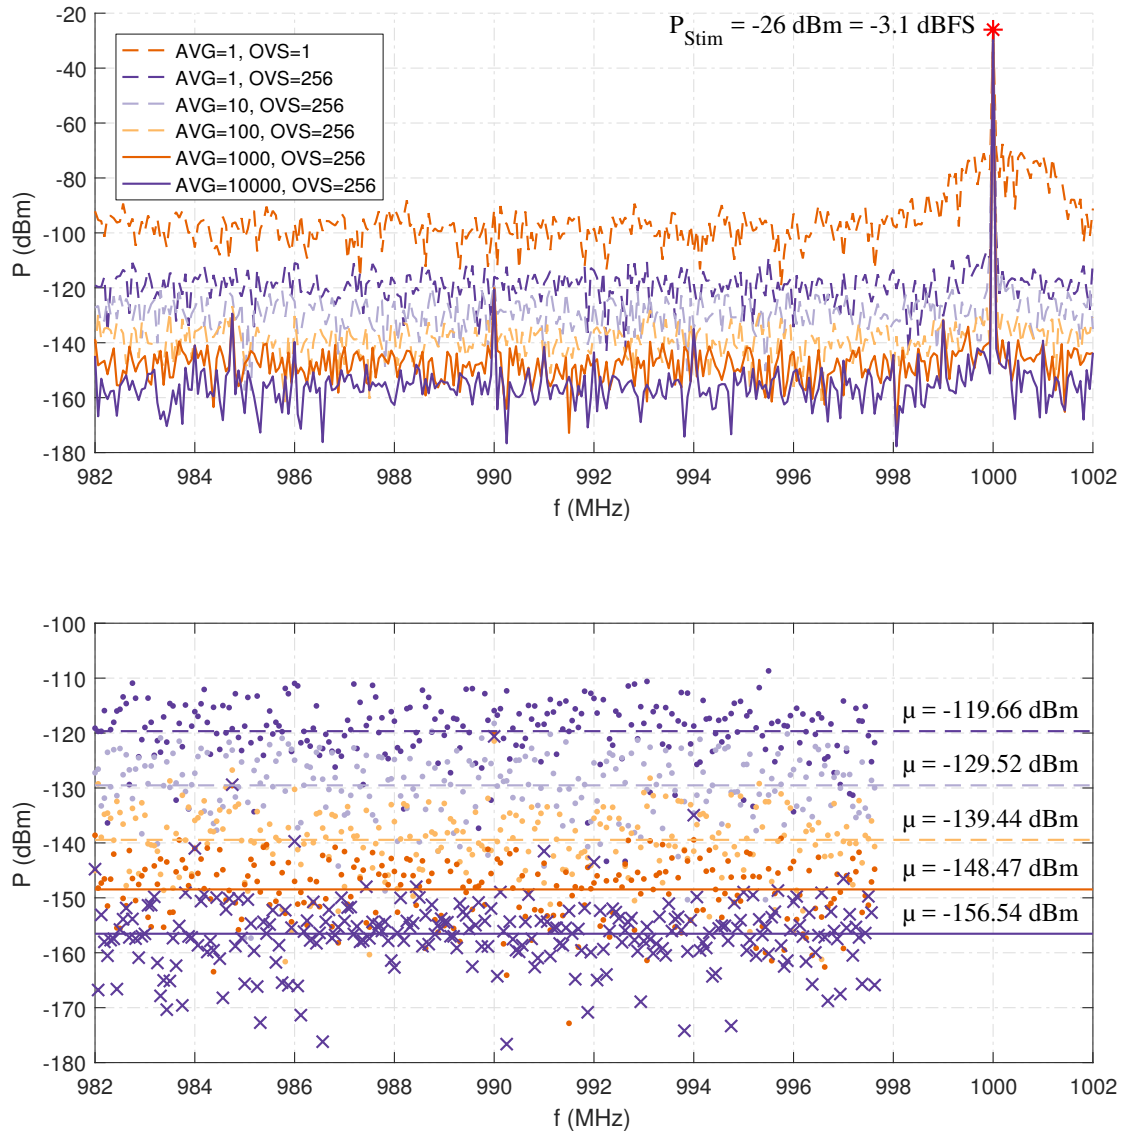 P_Stim = -26 dBm = -3.1 dBFS
AVG=1, OVS=1
AVG=1, OVS=256
AVG=10, OVS=256
AVG=100, OVS=256
AVG=1000, OVS=256
AVG=10000, OVS=256
-20
-40
-60
-80
-100
-120
-140
-160
-180
P (dBm)
982 984 986 988 990 992 994 996 998 1000 1002
f (MHz)
-100
-110
-120
-130
-140
-150
-160
-170
-180
P (dBm)
μ = -119.66 dBm
μ = -129.52 dBm
μ = -139.44 dBm
μ = -148.47 dBm
μ = -156.54 dBm
982 984 986 988 990 992 994 996 998 1000 1002
f (MHz)